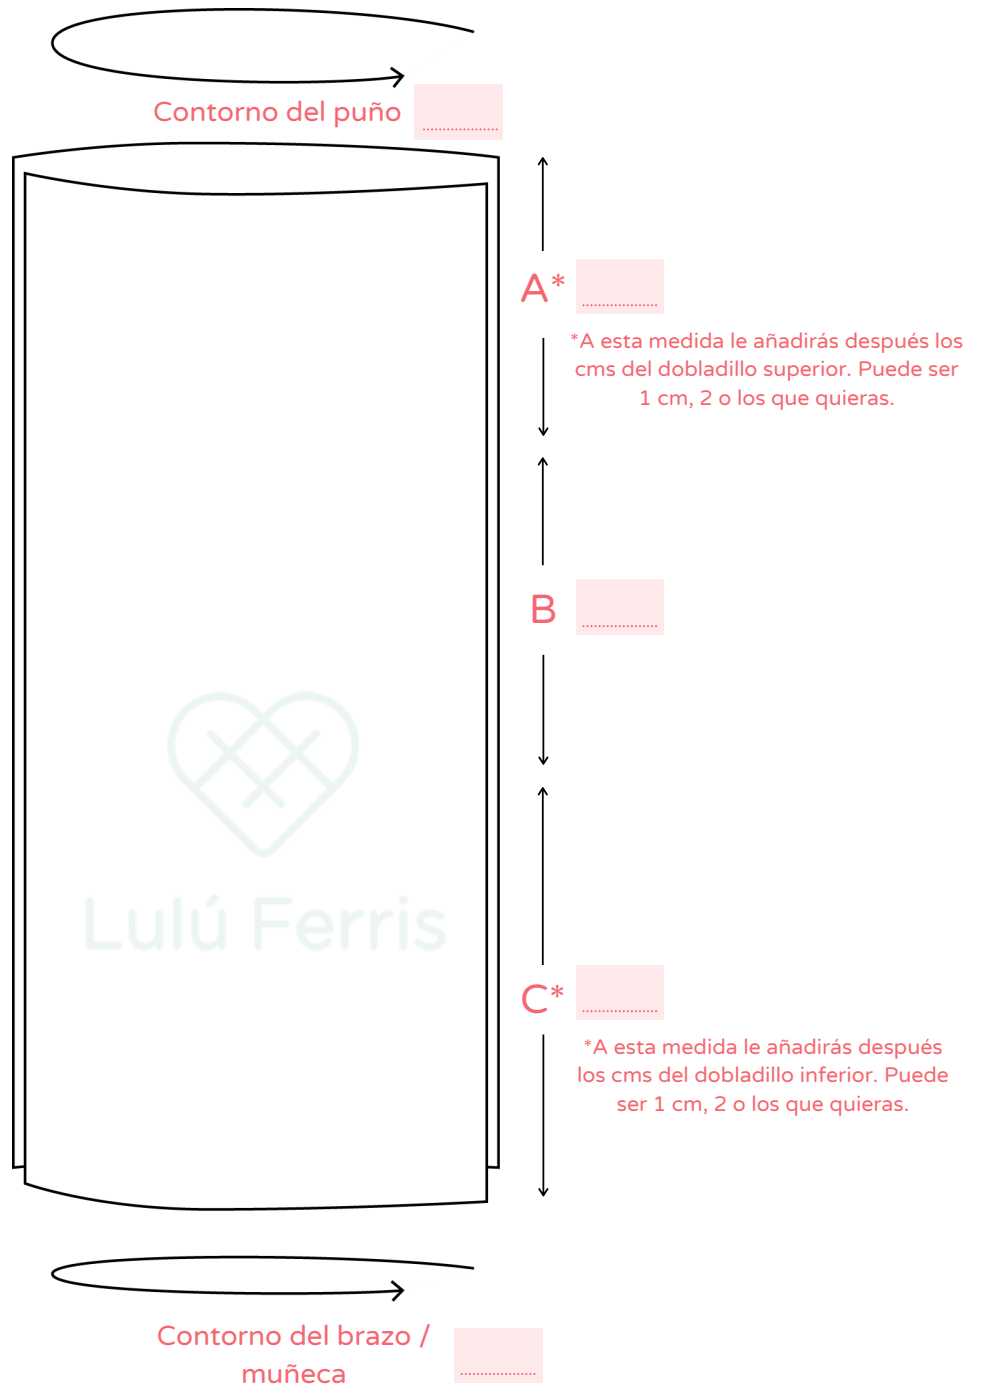 Contorno del puño
A*
*A esta medida le añadirás después los
cms del dobladillo superior. Puede ser
1 cm, 2 o los que quieras.
B
Lulú Ferris
C*
*A esta medida le añadirás después
los cms del dobladillo inferior. Puede
ser 1 cm, 2 o los que quieras.
Contorno del brazo /
muñeca